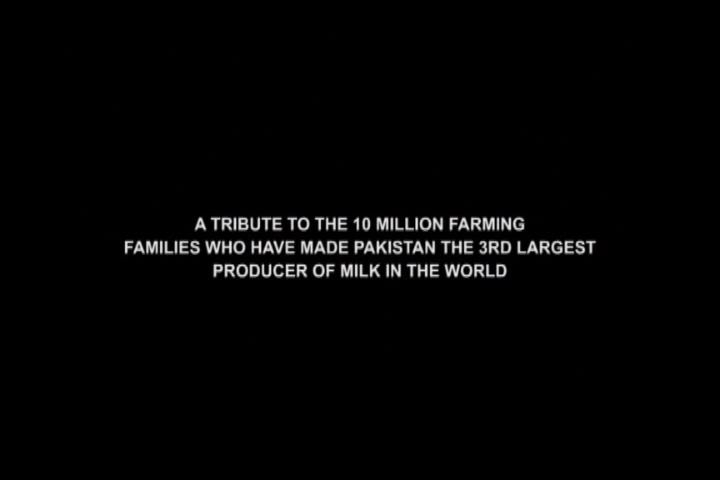 A TRIBUTE TO THE 10 MILLION FARMING
FAMILIES WHO HAVE MADE PAKISTAN THE 3RD LARGEST
PRODUCER OF MILK IN THE WORLD